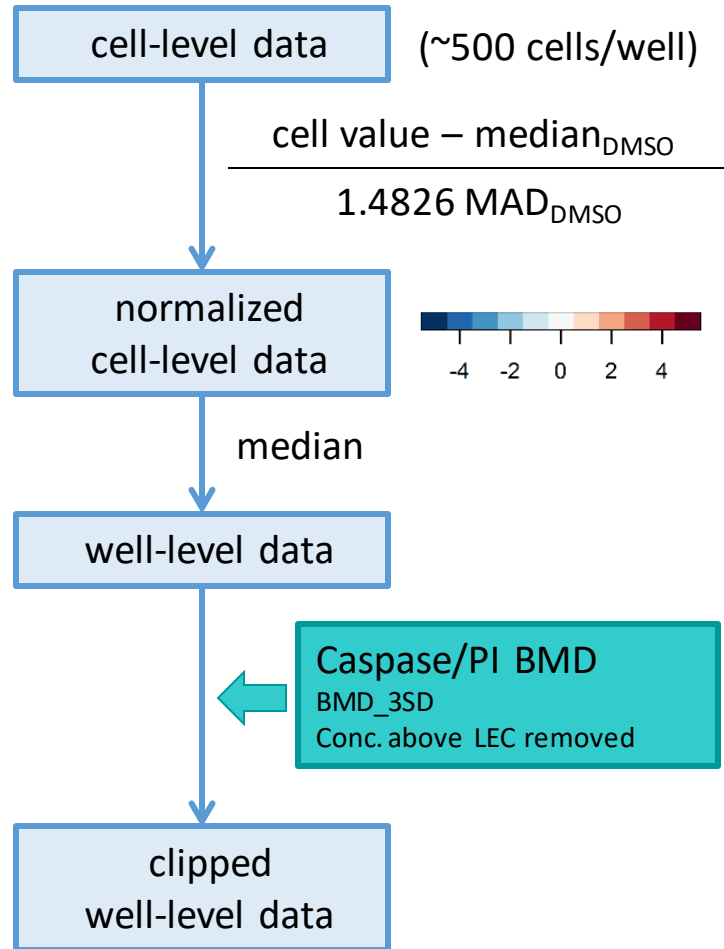 cell-level data (~500 cells/well)
cell value – median_DMSO
1.4826 MAD_DMSO
normalized
cell-level data
-4 -2 0 2 4
median
well-level data
Caspase/PI BMD
BMD_3SD
Conc. above LEC removed
clipped
well-level data